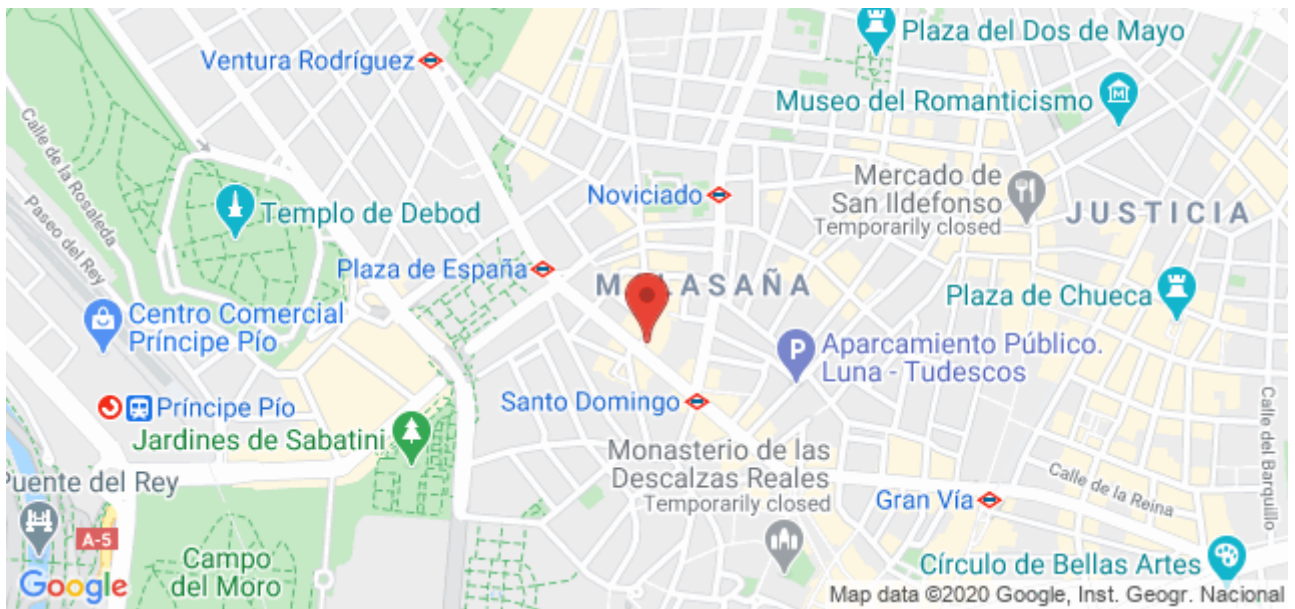 Plaza del Dos de Mayo
Ventura Rodríguez
Museo del Romanticismo
Calle de la Rosaleda
Paseo del Rey
Noviciado
Mercado de
San Ildefonso
Temporarily closed
JUSTICIA
Templo de Debod
Plaza de España
Plaza de Chueca
Centro Comercial
Príncipe Pío
Aparcamiento Público.
Luna - Tudescos
Príncipe Pío
Santo Domingo
Jardines de Sabatini
Calle del Barquillo
Monasterio de las
Descalzas Reales
Temporarily closed
Puente del Rey
Gran Vía
Calle de la Reina
A-5
Campo
del Moro
Círculo de Bellas Artes
Google
Map data ©2020 Google, Inst. Geogr. Nacional